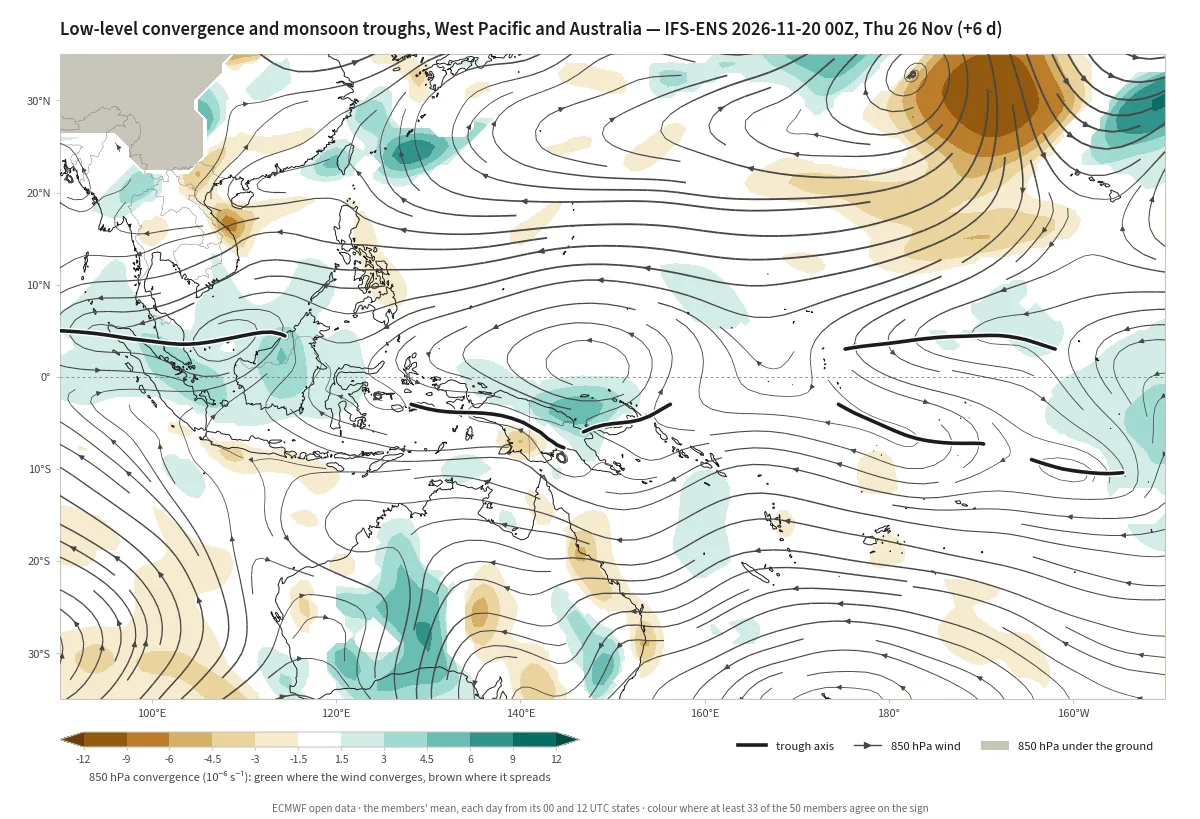 Low-level convergence and monsoon troughs, West Pacific and Australia — IFS-ENS 2026-11-20 00Z, Thu 26 Nov (+6 d)
30°N
20°N
10°N
0°
10°S
20°S
30°S
100°E 120°E 140°E 160°E 180° 160°W
-12 -9 -6 -4.5 -3 -1.5 1.5 3 4.5 6 9 12
850 hPa convergence (10⁻⁶ s⁻¹): green where the wind converges, brown where it spreads
trough axis 850 hPa wind 850 hPa under the ground
ECMWF open data · the members' mean, each day from its 00 and 12 UTC states · colour where at least 33 of the 50 members agree on the sign